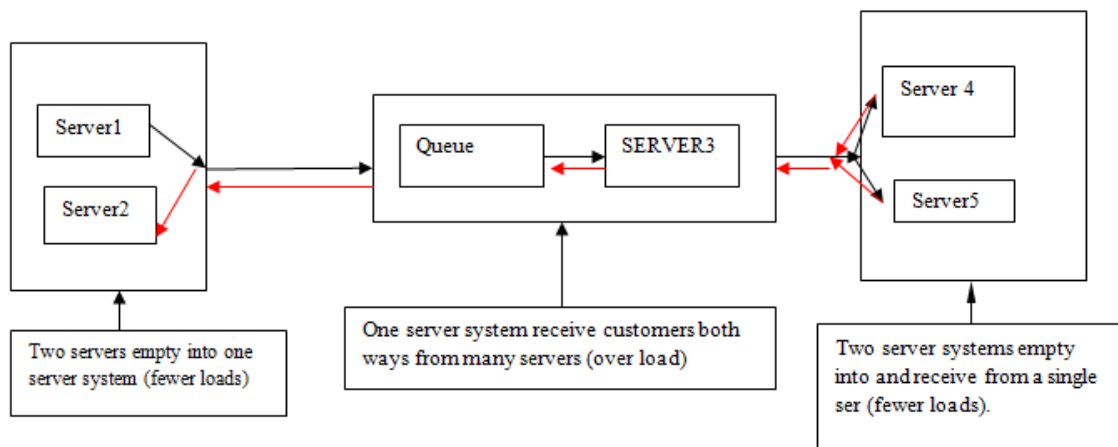 Server1
Server2
Queue
SERVER3
Server 4
Server5
Two servers empty into one
server system (fewer loads)
One server system receive customers both
ways from many servers (over load)
Two server systems empty
into and receive from a single
ser (fewer loads).